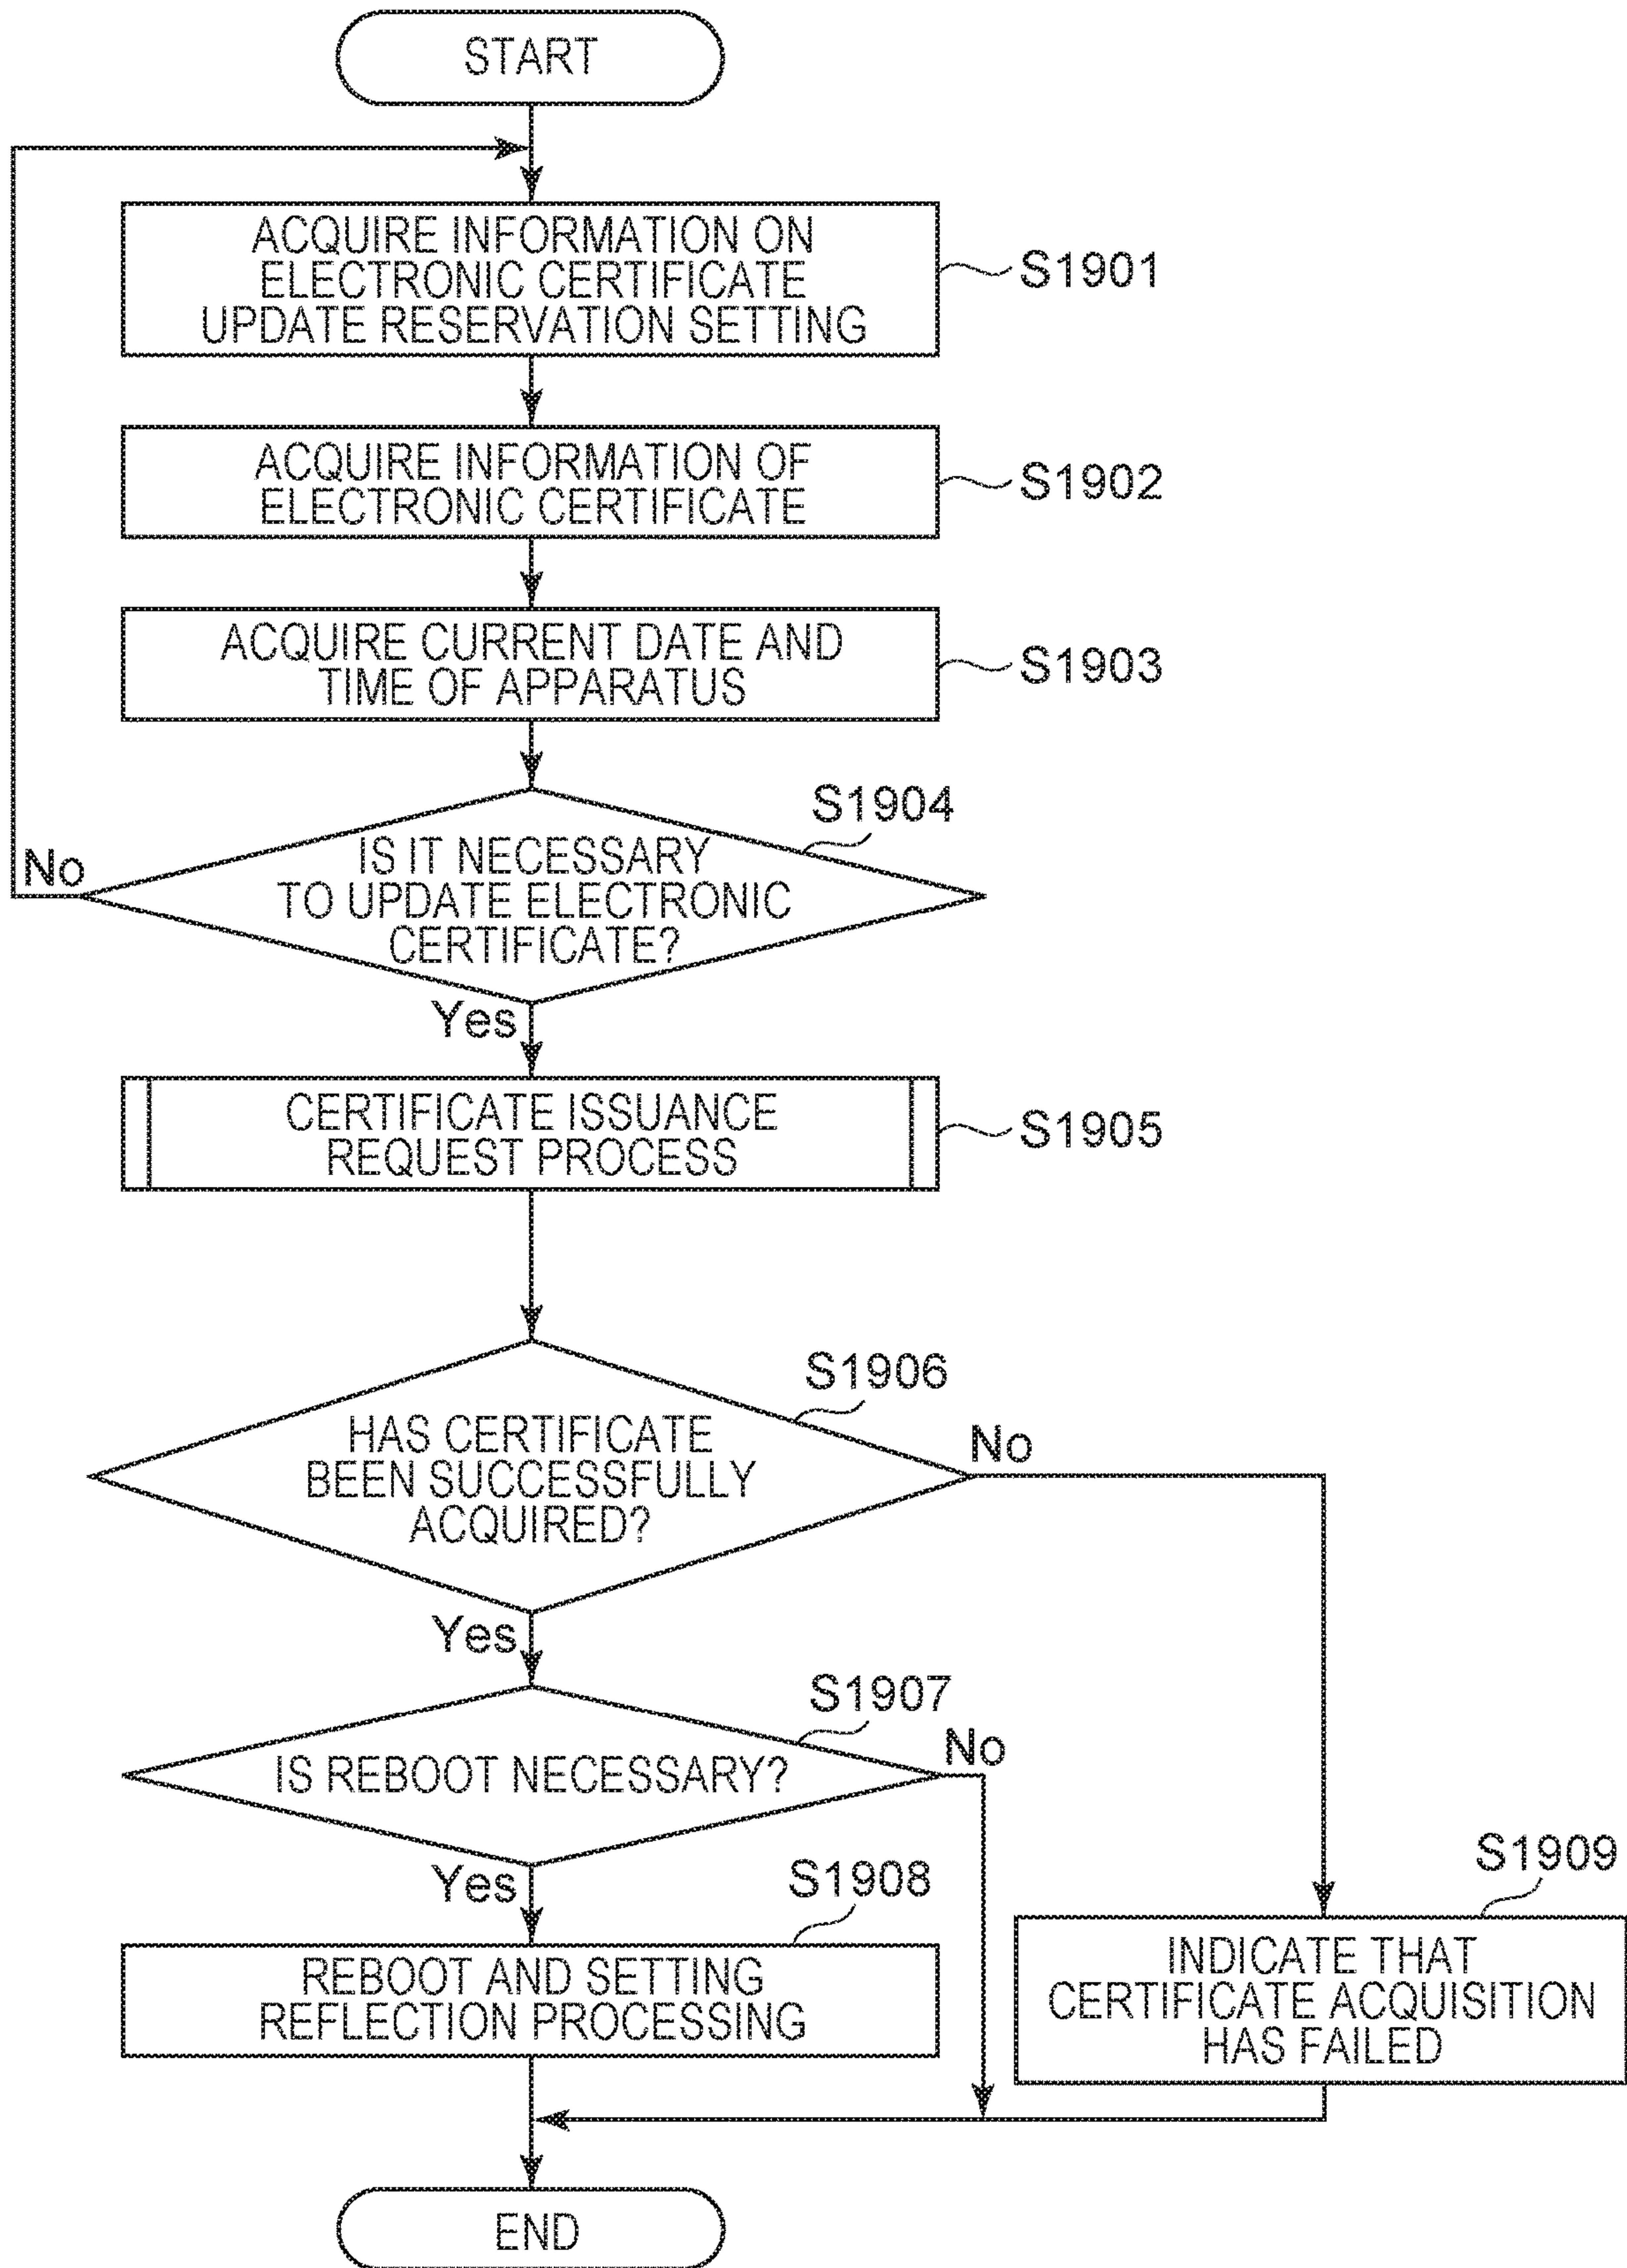 START
ACQUIRE INFORMATION ON
ELECTRONIC CERTIFICATE
UPDATE RESERVATION SETTING
S1901
ACQUIRE INFORMATION OF
ELECTRONIC CERTIFICATE
S1902
ACQUIRE CURRENT DATE AND
TIME OF APPARATUS
S1903
S1904
IS IT NECESSARY
TO UPDATE ELECTRONIC
CERTIFICATE?
No
Yes
CERTIFICATE ISSUANCE
REQUEST PROCESS
S1905
S1906
HAS CERTIFICATE
BEEN SUCCESSFULLY
ACQUIRED?
No
Yes
S1907
IS REBOOT NECESSARY?
No
Yes
S1908
REBOOT AND SETTING
REFLECTION PROCESSING
S1909
INDICATE THAT
CERTIFICATE ACQUISITION
HAS FAILED
END